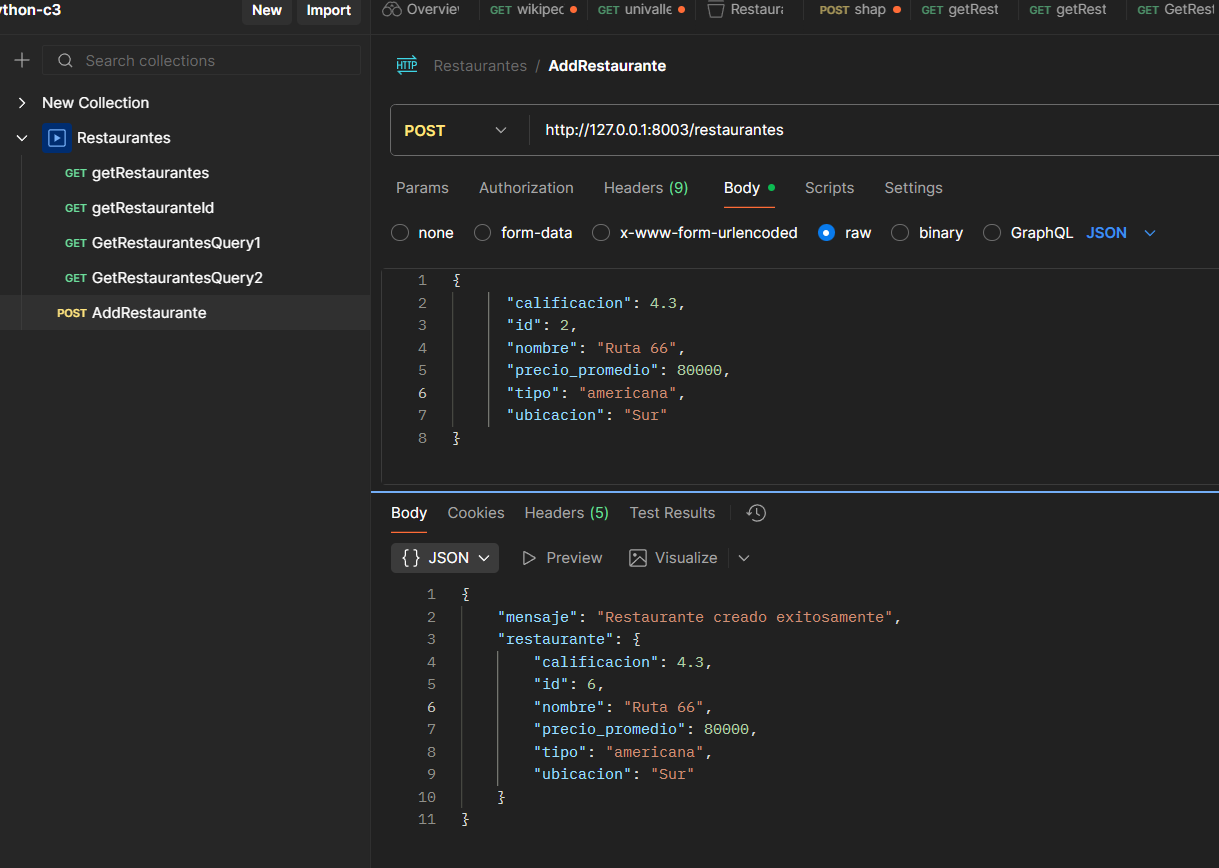 ython-c3
New
Import
Overvie
GET wikipec
GET univalle
Restaura
POST shap
GET getRest
GET getRest
GET GetRest
Search collections
New Collection
Restaurantes
GET getRestaurantes
GET getRestauranteId
GET GetRestaurantesQuery1
GET GetRestaurantesQuery2
POST AddRestaurante
HTTP Restaurantes / AddRestaurante
POST http://127.0.0.1:8003/restaurantes
Params Authorization Headers (9) Body Scripts Settings
none form-data x-www-form-urlencoded raw binary GraphQL JSON
1 {
2 "calificacion": 4.3,
3 "id": 2,
4 "nombre": "Ruta 66",
5 "precio_promedio": 80000,
6 "tipo": "americana",
7 "ubicacion": "Sur"
8 }
Body Cookies Headers (5) Test Results
{} JSON Preview Visualize
1 {
2 "mensaje": "Restaurante creado exitosamente",
3 "restaurante": {
4 "calificacion": 4.3,
5 "id": 6,
6 "nombre": "Ruta 66",
7 "precio_promedio": 80000,
8 "tipo": "americana",
9 "ubicacion": "Sur"
10 }
11 }